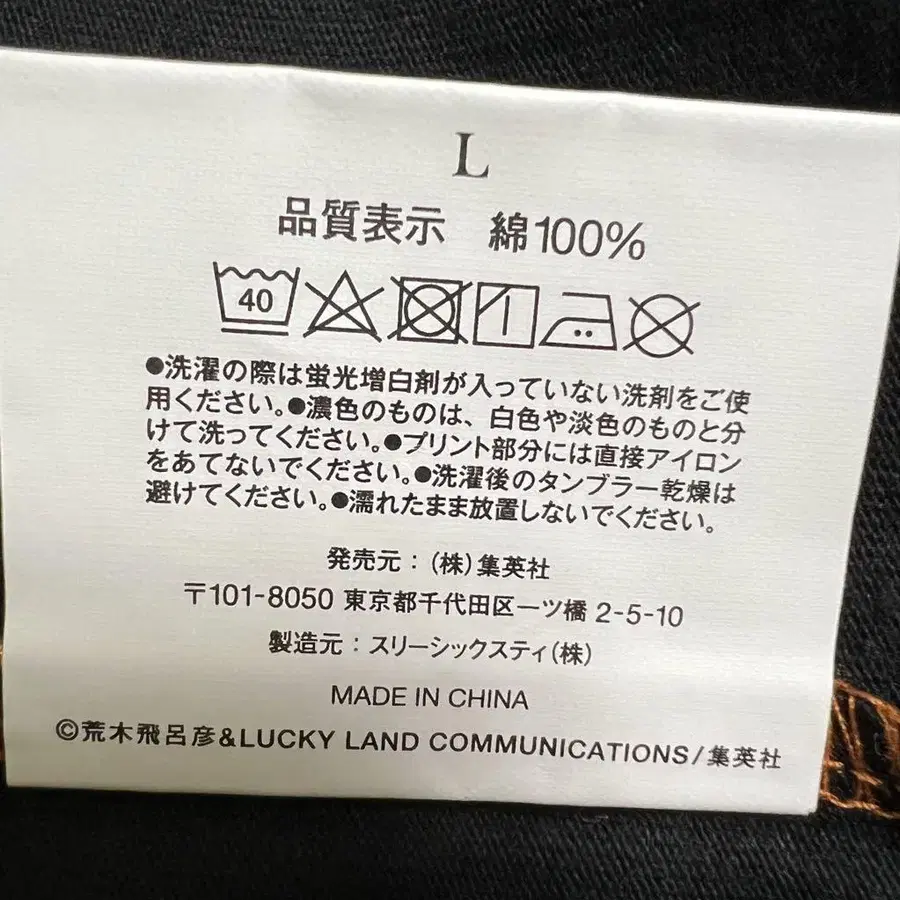 L
品質表示 綿100%
40
●洗濯の際は蛍光増白剤が入っていない洗剤をご使
用ください。●濃色のものは、白色や淡色のものと分
けて洗ってください。●プリント部分には直接アイロン
をあてないでください。●洗濯後のタンブラー乾燥は
避けてください。●濡れたまま放置しないでください。
発売元：(株)集英社
〒101-8050 東京都千代田区一ツ橋 2-5-10
製造元：スリーシックスティ(株)
MADE IN CHINA
©荒木飛呂彦&LUCKY LAND COMMUNICATIONS/集英社